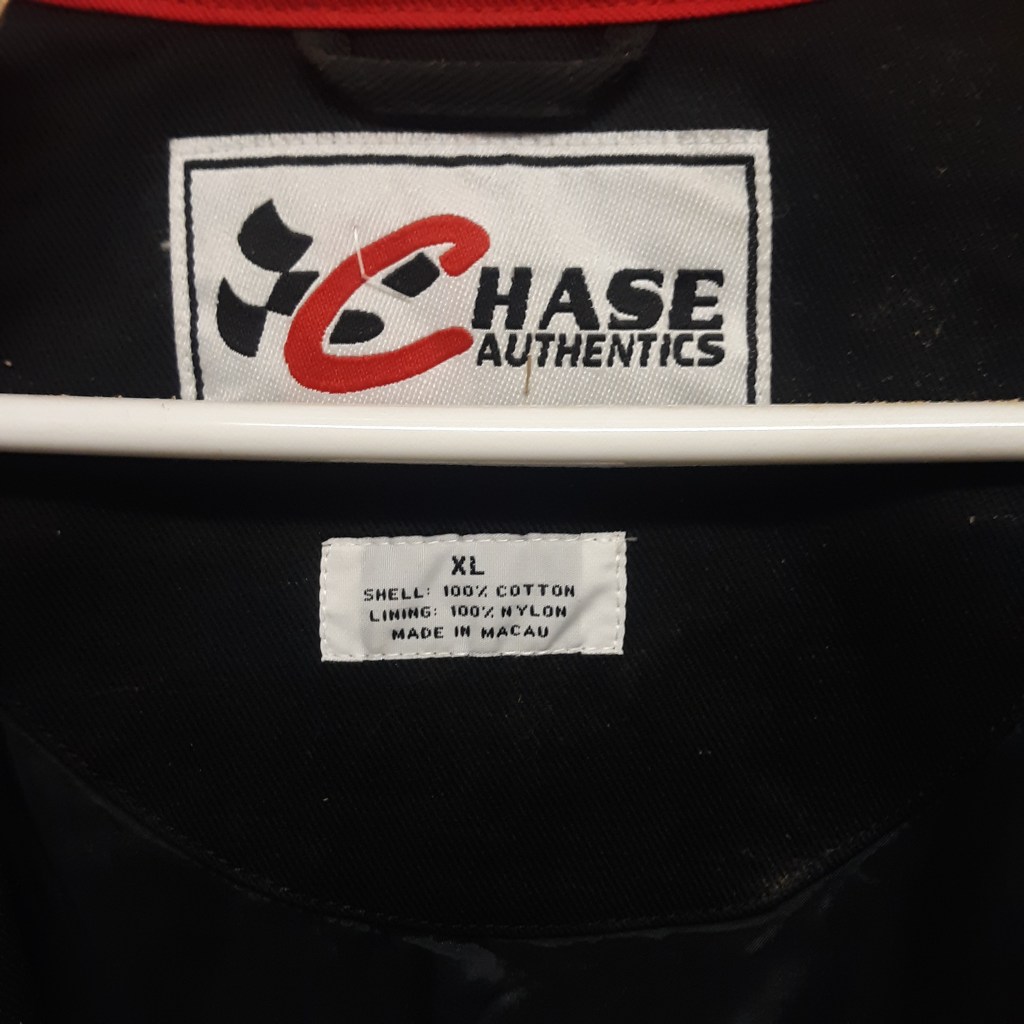 CHASE
AUTHENTICS
XL
SHELL: 100% COTTON
LINING: 100% NYLON
MADE IN MACAU